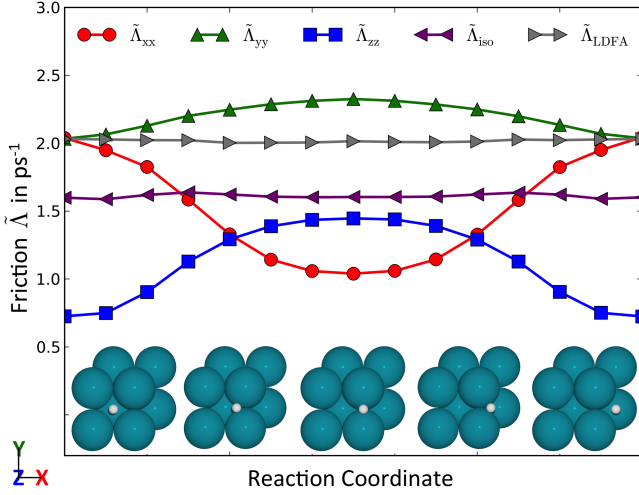 3.0
Λ̃xx Λ̃yy Λ̃zz Λ̃iso Λ̃LDFA
2.5
2.0
1.5
1.0
0.5
Friction Λ̃ in ps⁻¹
Y
Z X
Reaction Coordinate